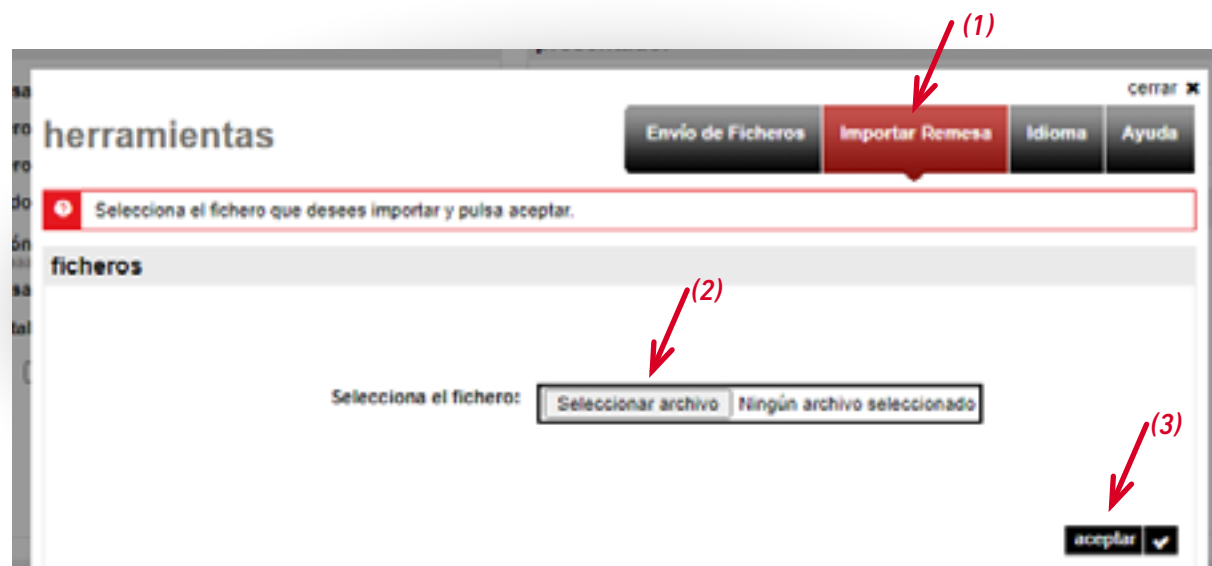 (1)
cerrar ✖
herramientas
Envío de Ficheros Importar Remesa Idioma Ayuda
Selecciona el fichero que desees importar y pulsa aceptar.
ficheros
(2)
Selecciona el fichero: Seleccionar archivo Ningún archivo seleccionado
(3)
aceptar ✔